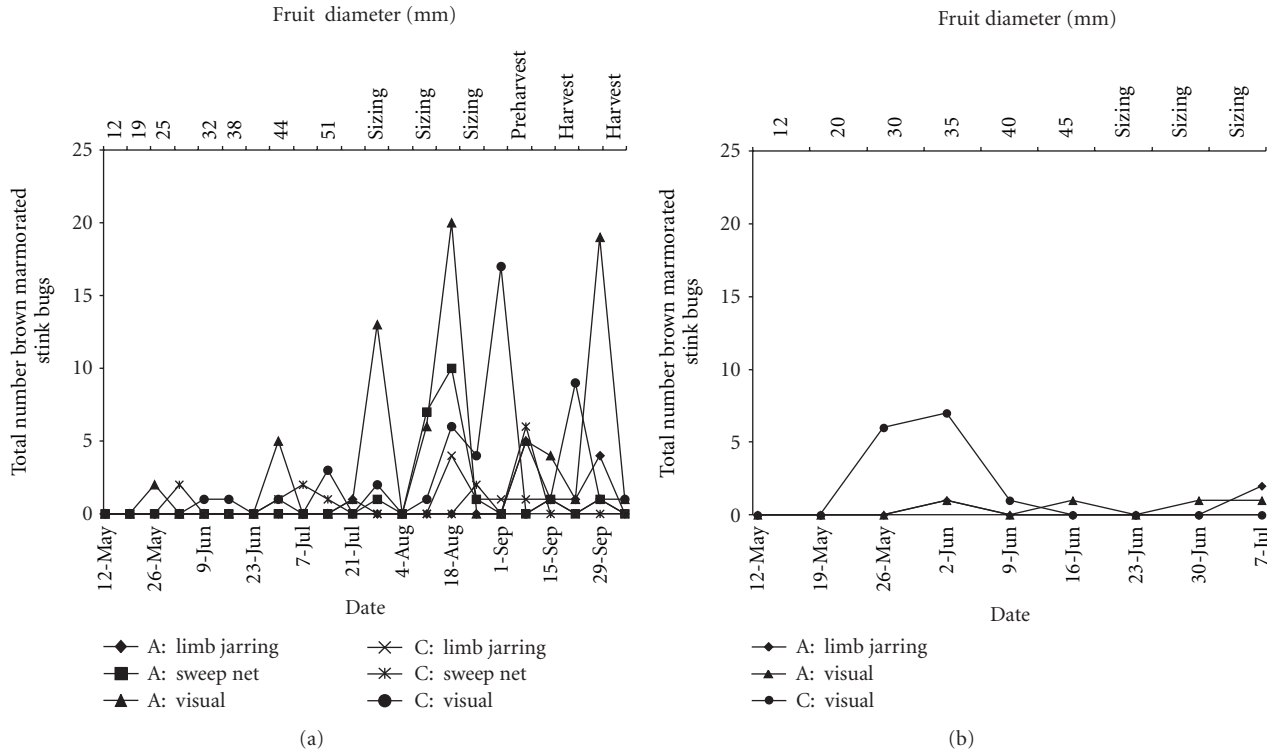 Fruit diameter (mm)
12 19 25 32 38 44 51 Sizing Sizing Sizing Preharvest Harvest Harvest
25
20
15
10
5
0
Total number brown marmorated
stink bugs
12-May 26-May 9-Jun 23-Jun 7-Jul 21-Jul 4-Aug 18-Aug 1-Sep 15-Sep 29-Sep
Date
A: limb jarring
A: sweep net
A: visual
C: limb jarring
C: sweep net
C: visual
(a)
Fruit diameter (mm)
12 20 30 35 40 45 Sizing Sizing Sizing
25
20
15
10
5
0
Total number brown marmorated
stink bugs
12-May 19-May 26-May 2-Jun 9-Jun 16-Jun 23-Jun 30-Jun 7-Jul
Date
A: limb jarring
A: visual
C: visual
(b)